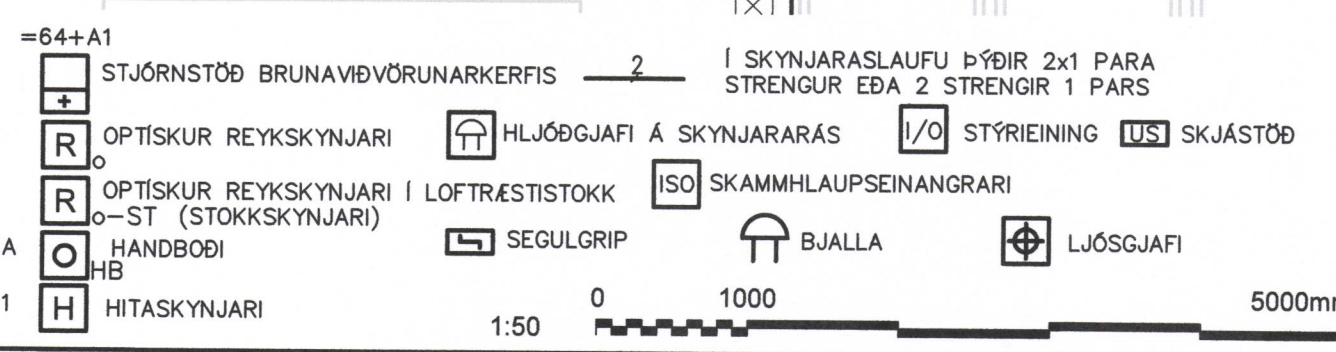 =64+A1
+ STJÓRNSTÖÐ BRUNAVIÐVÖRUNARKERFIS 2 Í SKYNJARASLAUFU ÞÝÐIR 2x1 PARA
STRENGUR EÐA 2 STRENGIR 1 PARS
R o OPTÍSKUR REYKSKYNJARI HLJÓÐGJAFI Á SKYNJARARÁS I/O STÝRIEINING US SKJÁSTÖÐ
R OPTÍSKUR REYKSKYNJARI Í LOFTRÆSTISTOKK ISO SKAMMHLAUPSEINANGRARI
o-ST (STOKKSKYNJARI)
A O HB HANDBOÐI SEGULGRIP BJALLA LJÓSGJAFI
1 H HITASKYNJARI
1:50 0 1000 5000m